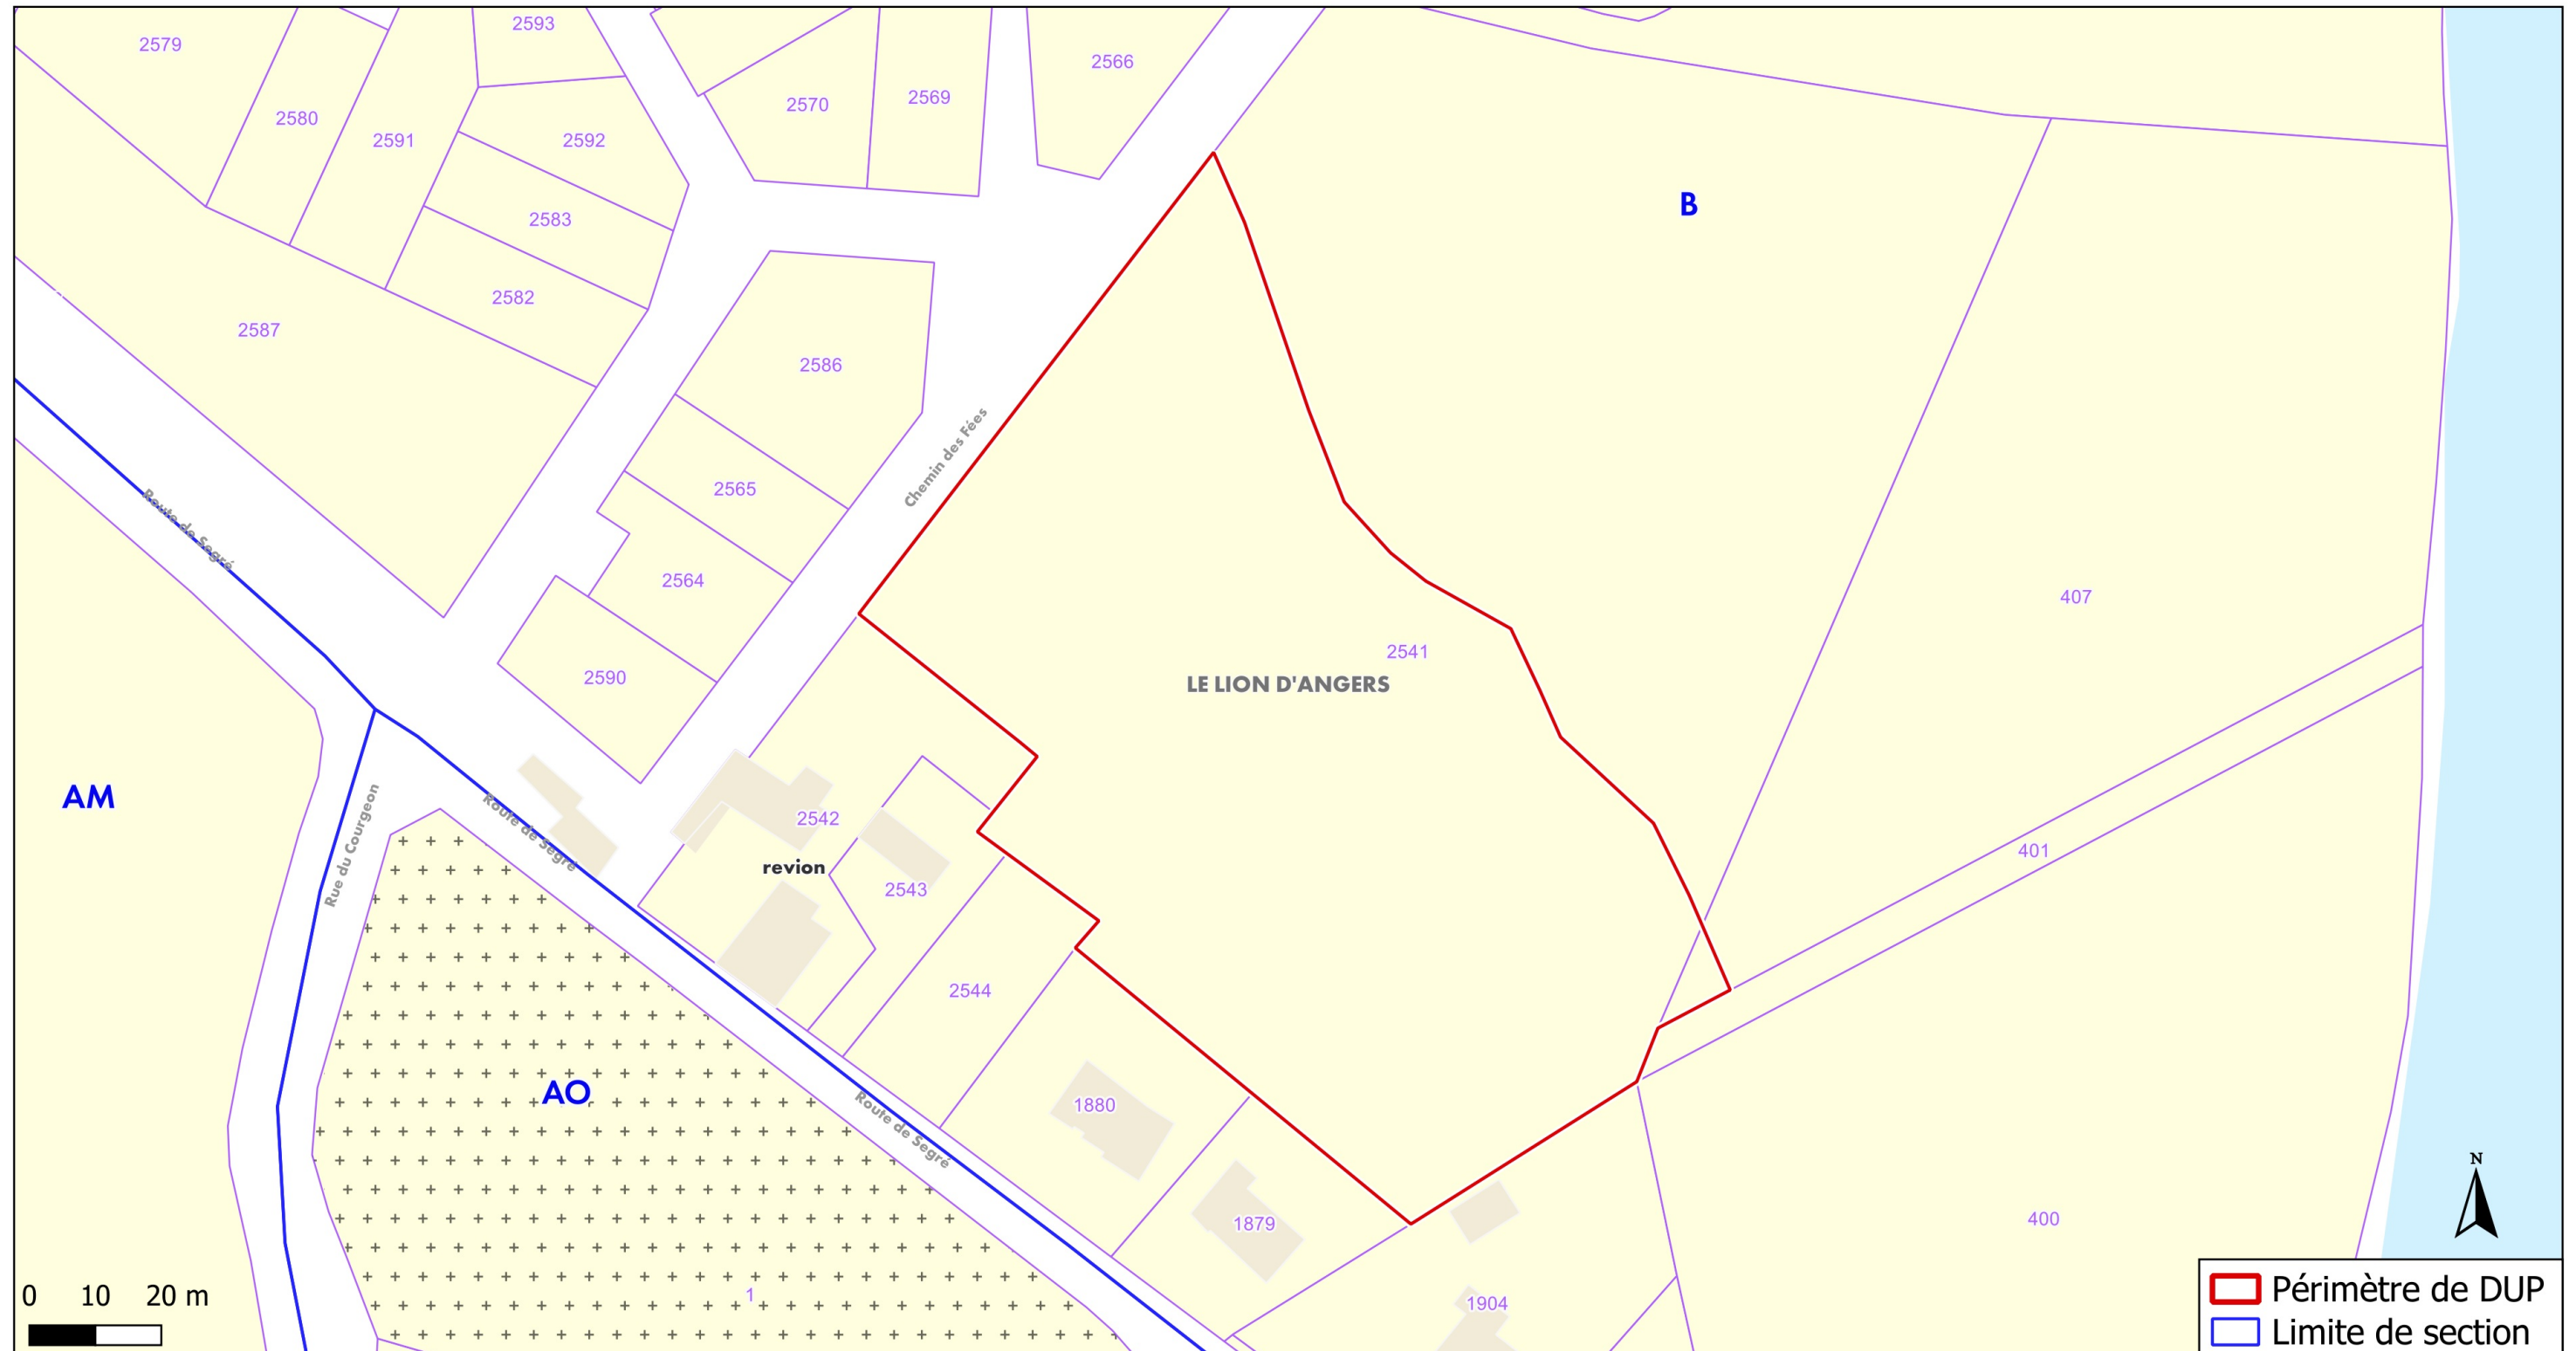 2593
2579
2566
2569
2570
2580
2591
2592
B
2583
2582
2587
2586
Chemin des Fées
2565
Route de Segré
2564
407
2541
2590
LE LION D'ANGERS
AM
2542
Route de Segré
Rue du Courgeon
401
revion
2543
2544
AO
1880
Route de Segré
N
400
1879
0 10 20 m
1
1904
Périmètre de DUP
Limite de section